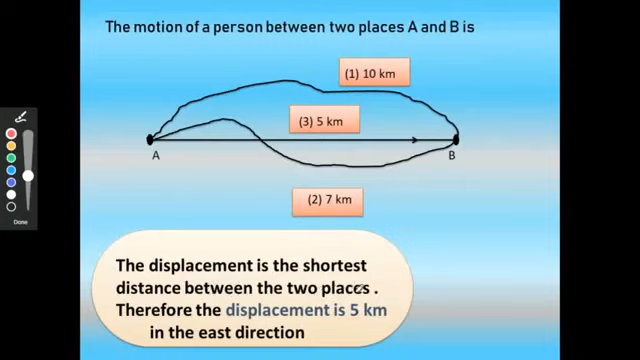 The motion of a person between two places A and B is
(1) 10 km
(3) 5 km
A
B
(2) 7 km
Done
The displacement is the shortest
distance between the two places .
Therefore the displacement is 5 km
in the east direction